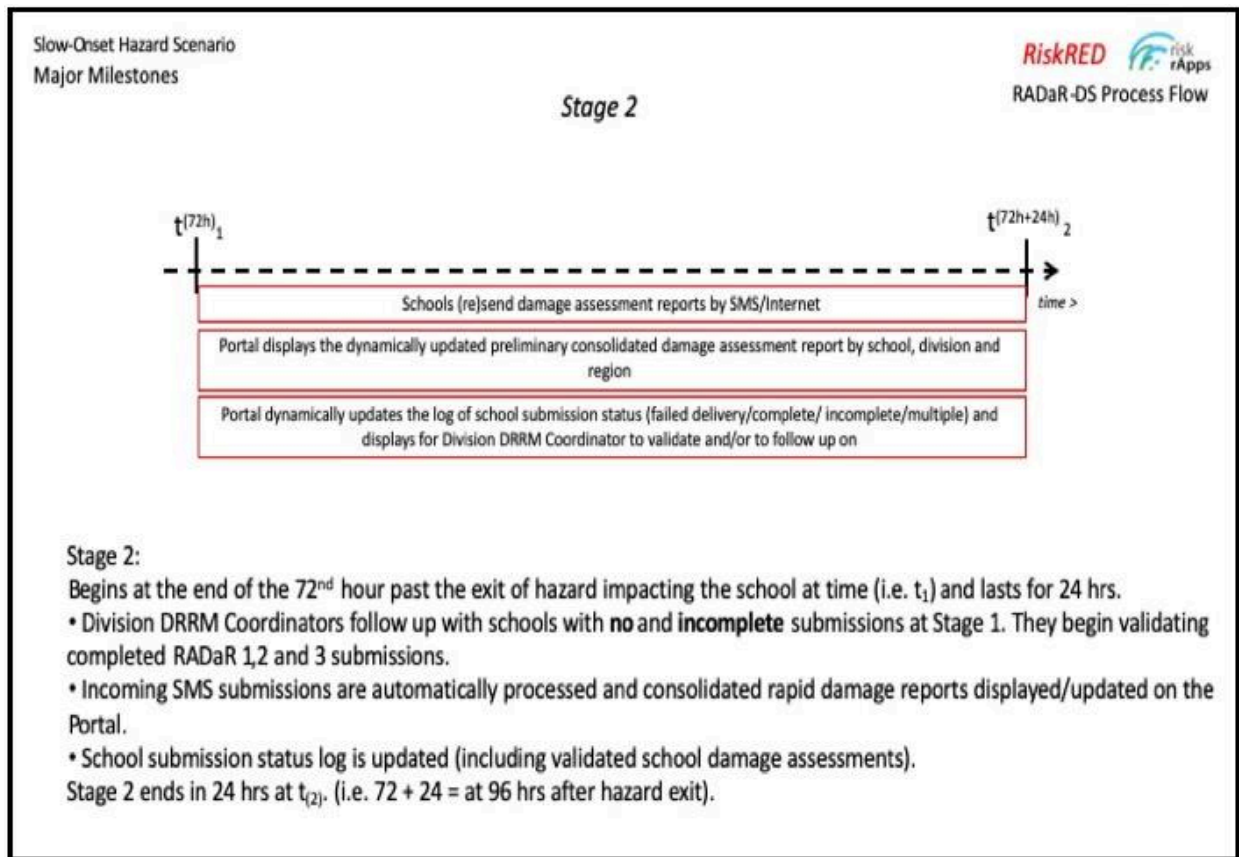 Slow-Onset Hazard Scenario
Major Milestones
RiskRED
risk
rApps
RADaR-DS Process Flow
Stage 2
t(72h)1
t(72h+24h)2
time >
Schools (re)send damage assessment reports by SMS/Internet
Portal displays the dynamically updated preliminary consolidated damage assessment report by school, division and
region
Portal dynamically updates the log of school submission status (failed delivery/complete/ incomplete/multiple) and
displays for Division DRRM Coordinator to validate and/or to follow up on
Stage 2:
Begins at the end of the 72nd hour past the exit of hazard impacting the school at time (i.e. t1) and lasts for 24 hrs.
• Division DRRM Coordinators follow up with schools with no and incomplete submissions at Stage 1. They begin validating
completed RADaR 1,2 and 3 submissions.
• Incoming SMS submissions are automatically processed and consolidated rapid damage reports displayed/updated on the
Portal.
• School submission status log is updated (including validated school damage assessments).
Stage 2 ends in 24 hrs at t(2). (i.e. 72 + 24 = at 96 hrs after hazard exit).